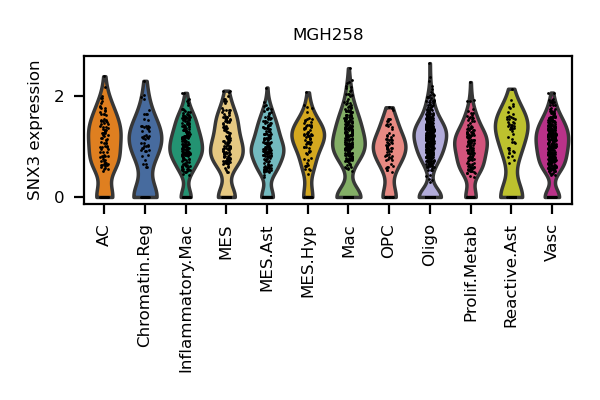 MGH258
SNX3 expression
2
0
AC
Chromatin.Reg
Inflammatory.Mac
MES
MES.Ast
MES.Hyp
Mac
OPC
Oligo
Prolif.Metab
Reactive.Ast
Vasc